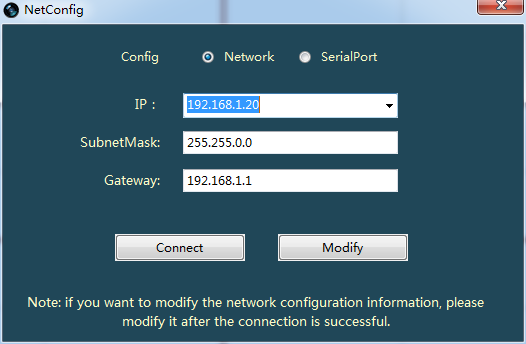 NetConfig
Config Network SerialPort
IP : 192.168.1.20
SubnetMask: 255.255.0.0
Gateway: 192.168.1.1
Connect Modify
Note: if you want to modify the network configuration information, please
modify it after the connection is successful.